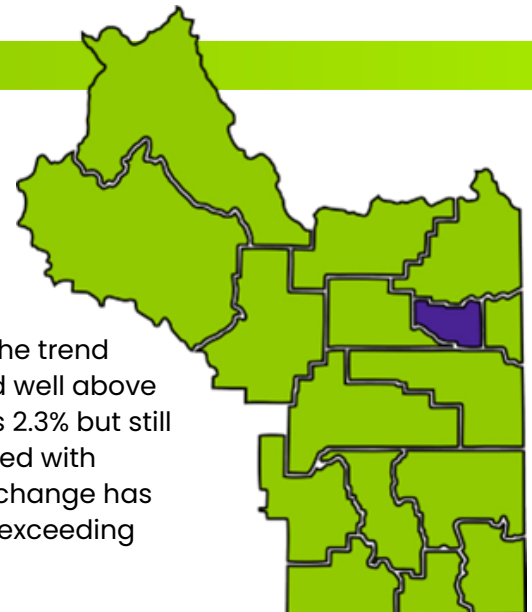 he trend
d well above
s 2.3% but still
ed with
change has
exceeding